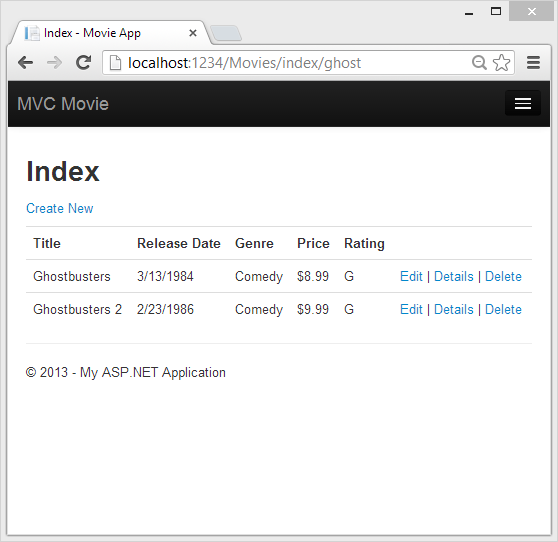 Index - Movie App
localhost:1234/Movies/index/ghost
MVC Movie
Index
Create New
Title Release Date Genre Price Rating
Ghostbusters 3/13/1984 Comedy $8.99 G Edit | Details | Delete
Ghostbusters 2 2/23/1986 Comedy $9.99 G Edit | Details | Delete
© 2013 - My ASP.NET Application